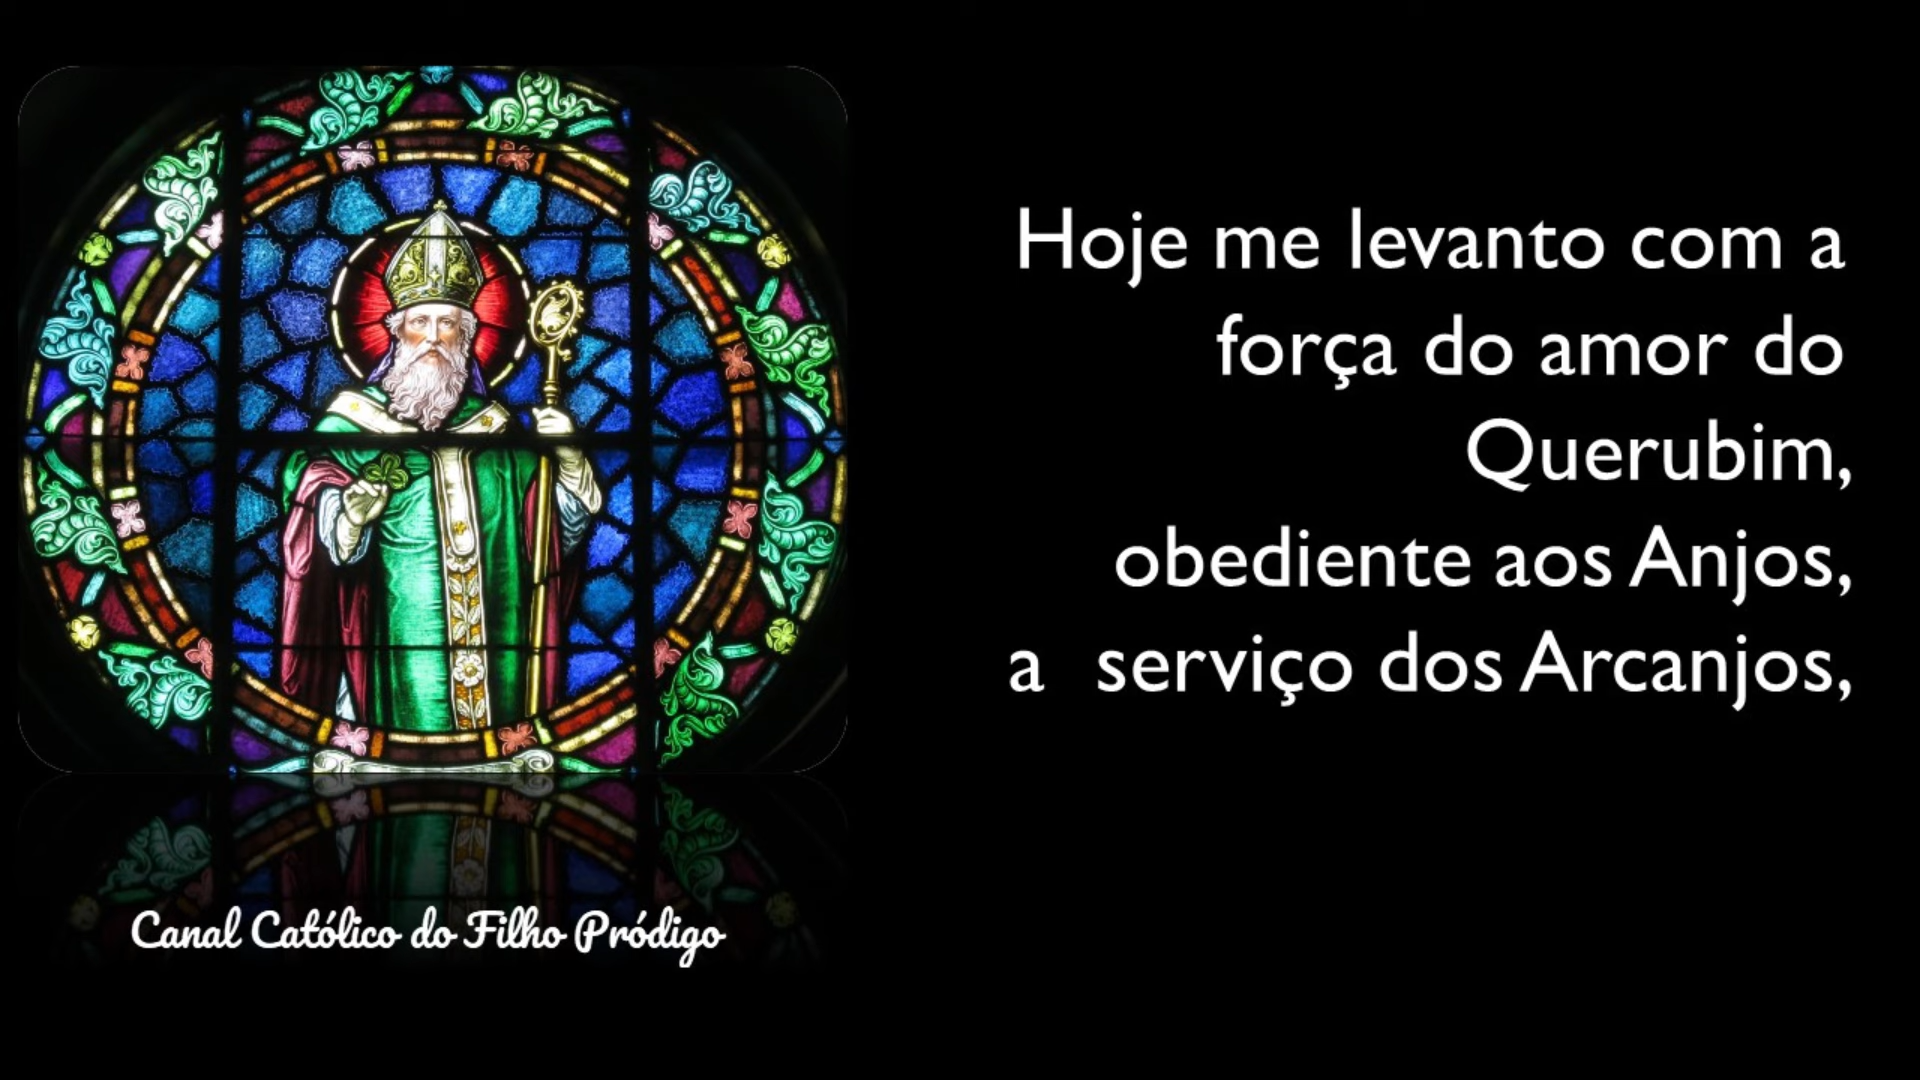 Hoje me levanto com a
força do amor do
Querubim,
obediente aos Anjos,
a serviço dos Arcanjos,
Canal Católico do Filho Pródigo